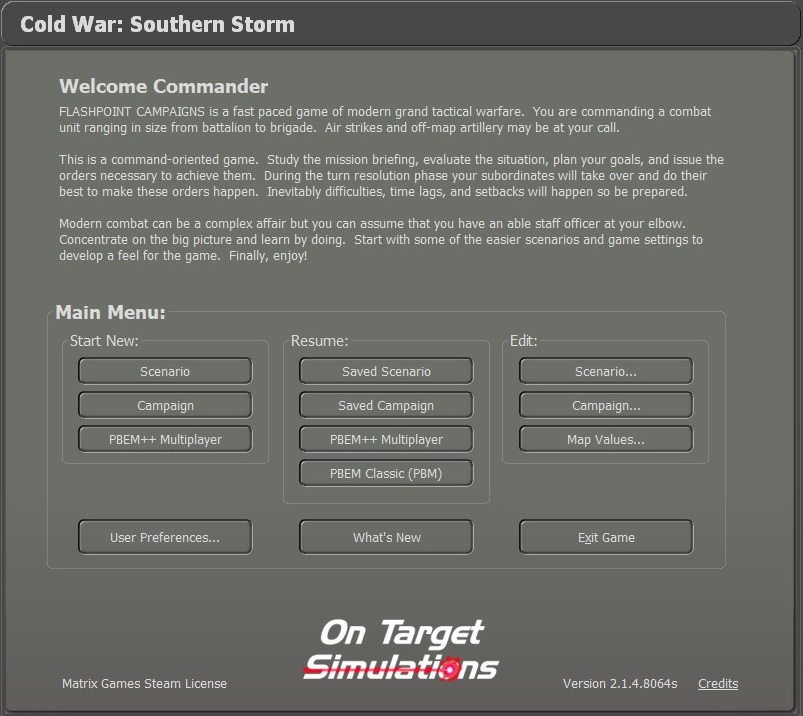 Cold War: Southern Storm
Welcome Commander
FLASHPOINT CAMPAIGNS is a fast paced game of modern grand tactical warfare.  You are commanding a combat
unit ranging in size from battalion to brigade.  Air strikes and off-map artillery may be at your call.
This is a command-oriented game.  Study the mission briefing, evaluate the situation, plan your goals, and issue the
orders necessary to achieve them.  During the turn resolution phase your subordinates will take over and do their
best to make these orders happen.  Inevitably difficulties, time lags, and setbacks will happen so be prepared.
Modern combat can be a complex affair but you can assume that you have an able staff officer at your elbow.
Concentrate on the big picture and learn by doing.  Start with some of the easier scenarios and game settings to
develop a feel for the game.  Finally, enjoy!
Main Menu:
Start New:
Scenario
Campaign
PBEM++ Multiplayer
Resume:
Saved Scenario
Saved Campaign
PBEM++ Multiplayer
PBEM Classic (PBM)
Edit:
Scenario...
Campaign...
Map Values...
User Preferences...
What's New
Exit Game
On Target
Simulations
Matrix Games Steam License
Version 2.1.4.8064s
Credits